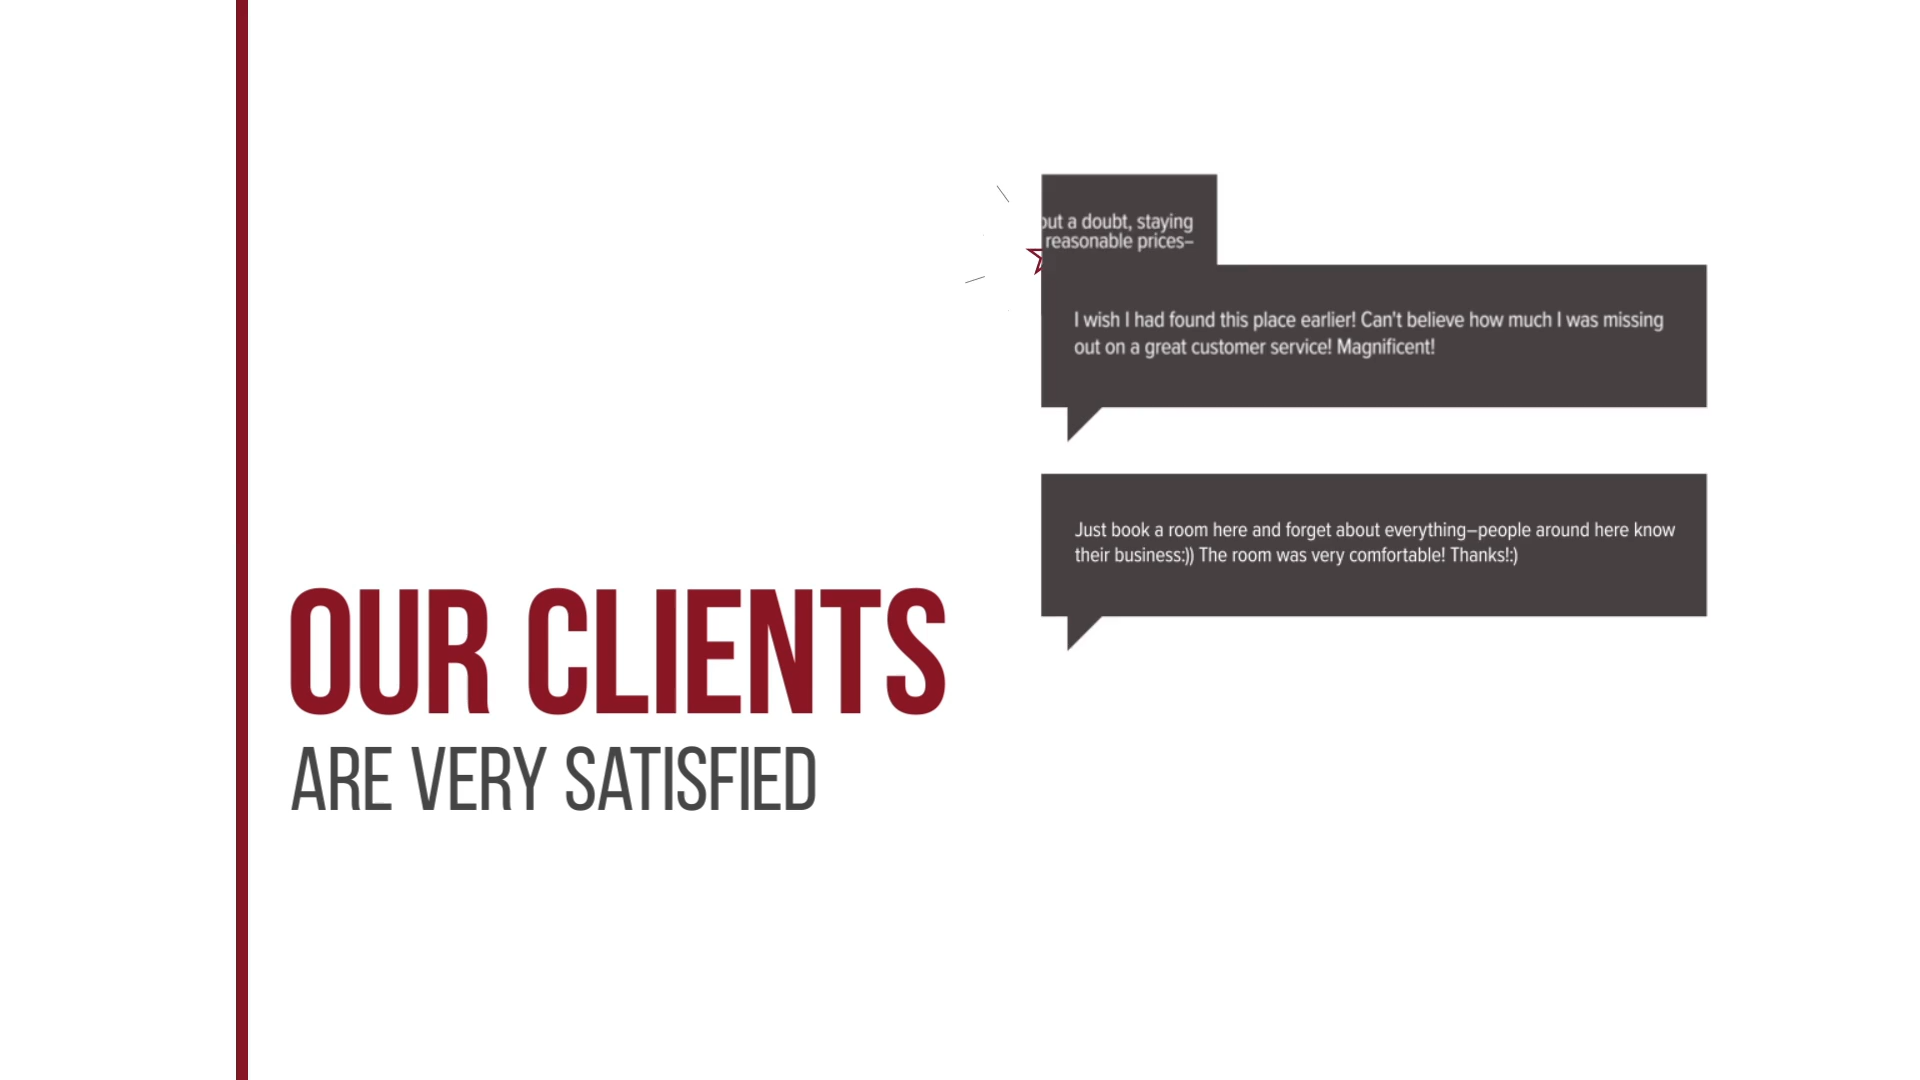 OUR CLIENTS
ARE VERY SATISFIED
a doubt, staying
reasonable prices–
I wish I had found this place earlier! Can't believe how much I was missing
out on a great customer service! Magnificent!
Just book a room here and forget about everything–people around here know
their business:)) The room was very comfortable! Thanks!:)